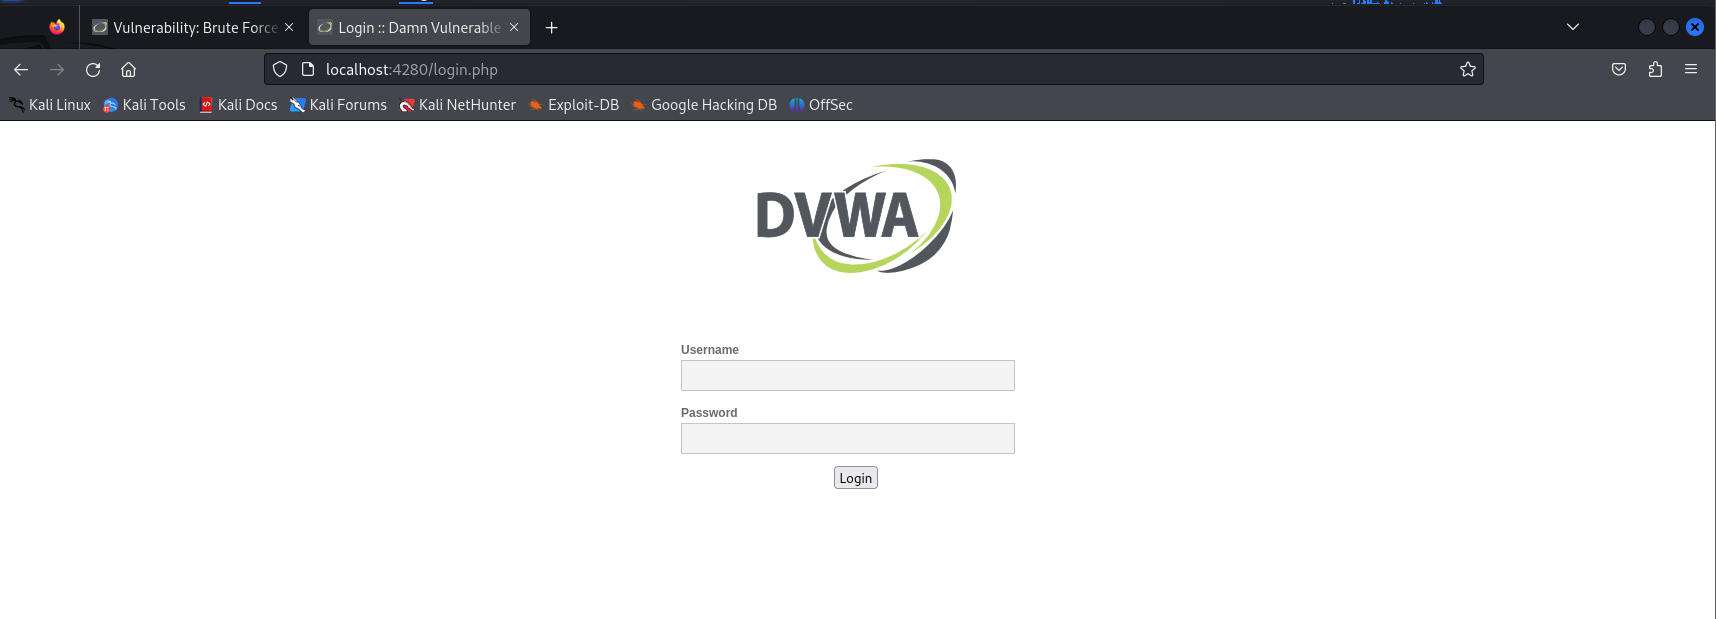 Vulnerability: Brute Force
Login :: Damn Vulnerable
localhost:4280/login.php
Kali Linux Kali Tools Kali Docs Kali Forums Kali NetHunter Exploit-DB Google Hacking DB OffSec
DVWA
Username
Password
Login